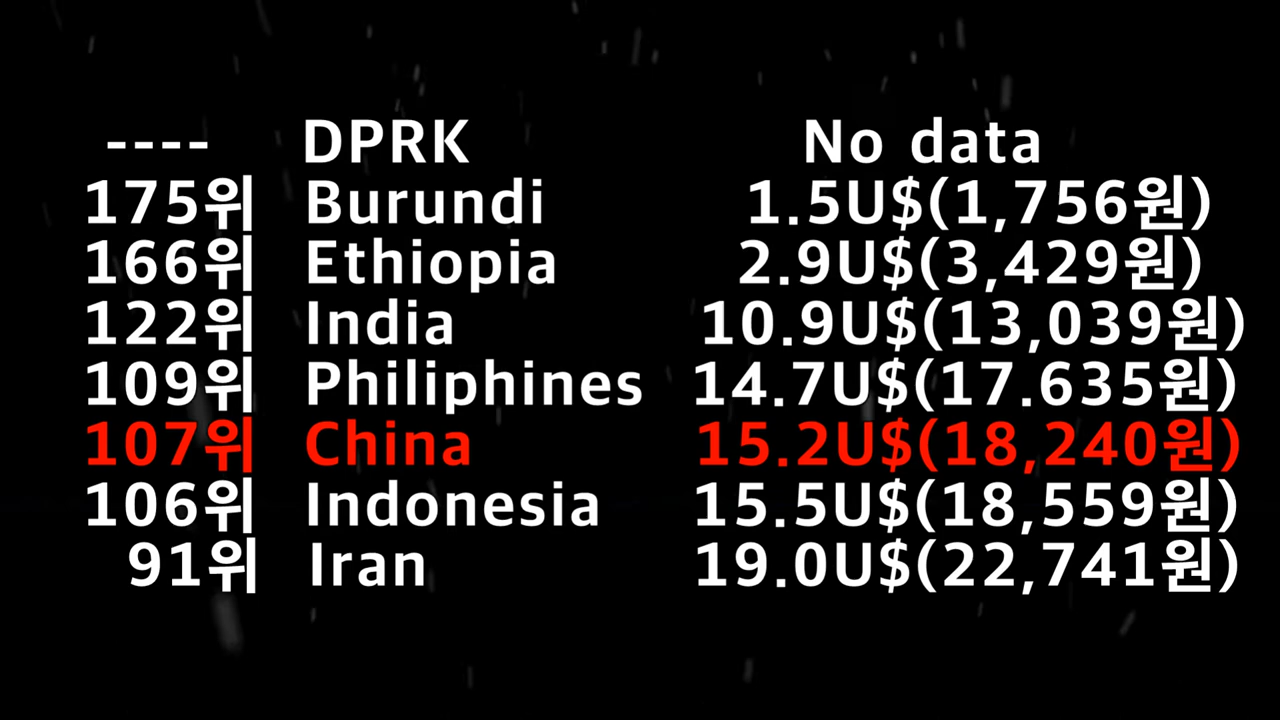 ---- DPRK No data
175위 Burundi 1.5U$(1,756원)
166위 Ethiopia 2.9U$(3,429원)
122위 India 10.9U$(13,039원)
109위 Philiphines 14.7U$(17.635원)
107위 China 15.2U$(18,240원)
106위 Indonesia 15.5U$(18,559원)
91위 Iran 19.0U$(22,741원)